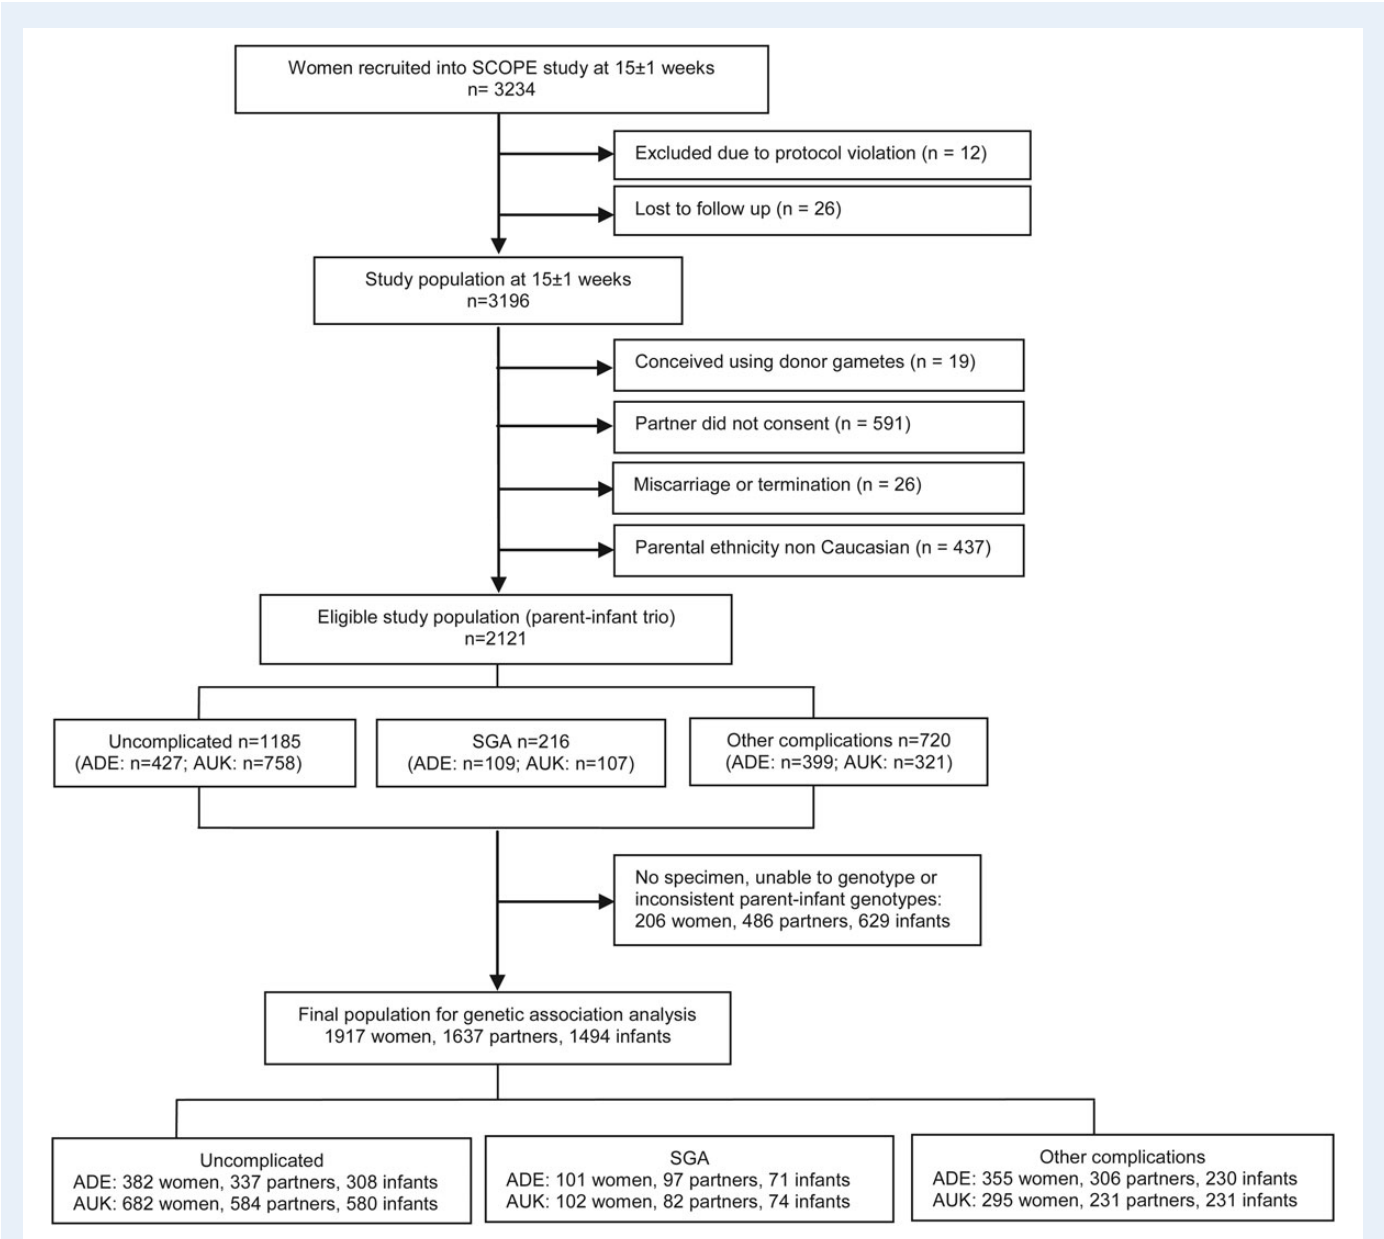 Women recruited into SCOPE study at 15±1 weeks
n= 3234
Excluded due to protocol violation (n = 12)
Lost to follow up (n = 26)
Study population at 15±1 weeks
n=3196
Conceived using donor gametes (n = 19)
Partner did not consent (n = 591)
Miscarriage or termination (n = 26)
Parental ethnicity non Caucasian (n = 437)
Eligible study population (parent-infant trio)
n=2121
Uncomplicated n=1185
(ADE: n=427; AUK: n=758)
SGA n=216
(ADE: n=109; AUK: n=107)
Other complications n=720
(ADE: n=399; AUK: n=321)
No specimen, unable to genotype or
inconsistent parent-infant genotypes:
206 women, 486 partners, 629 infants
Final population for genetic association analysis
1917 women, 1637 partners, 1494 infants
Uncomplicated
ADE: 382 women, 337 partners, 308 infants
AUK: 682 women, 584 partners, 580 infants
SGA
ADE: 101 women, 97 partners, 71 infants
AUK: 102 women, 82 partners, 74 infants
Other complications
ADE: 355 women, 306 partners, 230 infants
AUK: 295 women, 231 partners, 231 infants